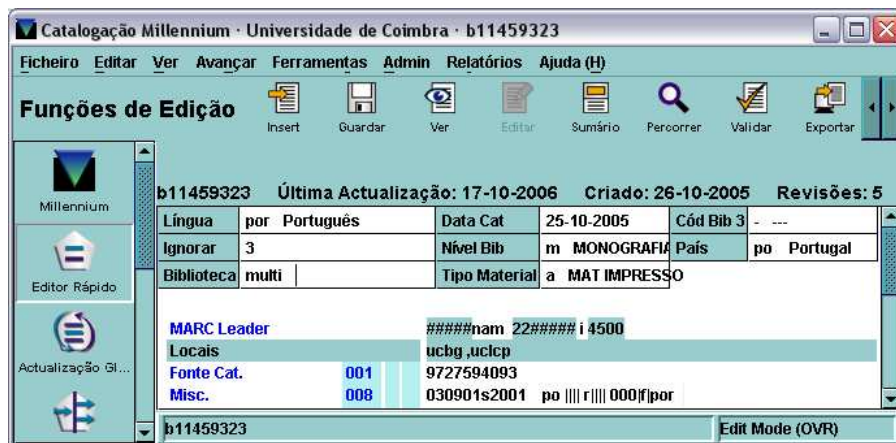 Catalogação Millennium · Universidade de Coimbra · b11459323
Ficheiro Editar Ver Avançar Ferramentas Admin Relatórios Ajuda (H)
Funções de Edição
Insert Guardar Ver Editar Sumário Percorrer Validar Exportar
Millennium
Editor Rápido
Actualização Gl...
b11459323 Última Actualização: 17-10-2006 Criado: 26-10-2005 Revisões: 5
Língua por Português Data Cat 25-10-2005 Cód Bib 3 - ---
Ignorar 3 Nível Bib m MONOGRAFIA País po Portugal
Biblioteca multi Tipo Material a MAT IMPRESSO
MARC Leader #####nam 22##### i 4500
Locais ucbg ,uclcp
Fonte Cat. 001 9727594093
Misc. 008 030901s2001 po |||| r|||| 000|f|por
b11459323 Edit Mode (OVR)